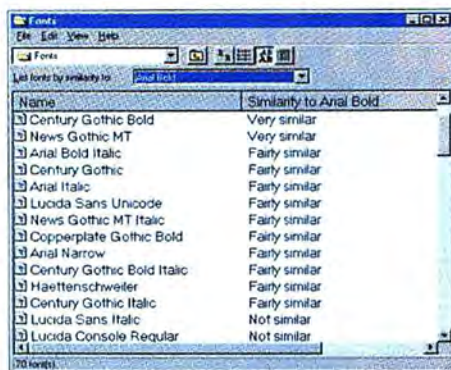 Fonts
File Edit View Help
Fonts
List fonts by similarity to: Arial Bold
Name Similarity to Arial Bold
Century Gothic Bold Very similar
News Gothic MT Very similar
Arial Bold Italic Fairly similar
Century Gothic Fairly similar
Arial Italic Fairly similar
Lucida Sans Unicode Fairly similar
News Gothic MT Italic Fairly similar
Copperplate Gothic Bold Fairly similar
Arial Narrow Fairly similar
Century Gothic Bold Italic Fairly similar
Haettenschweiler Fairly similar
Century Gothic Italic Fairly similar
Lucida Sans Italic Not similar
Lucida Console Regular Not similar
70 font(s)